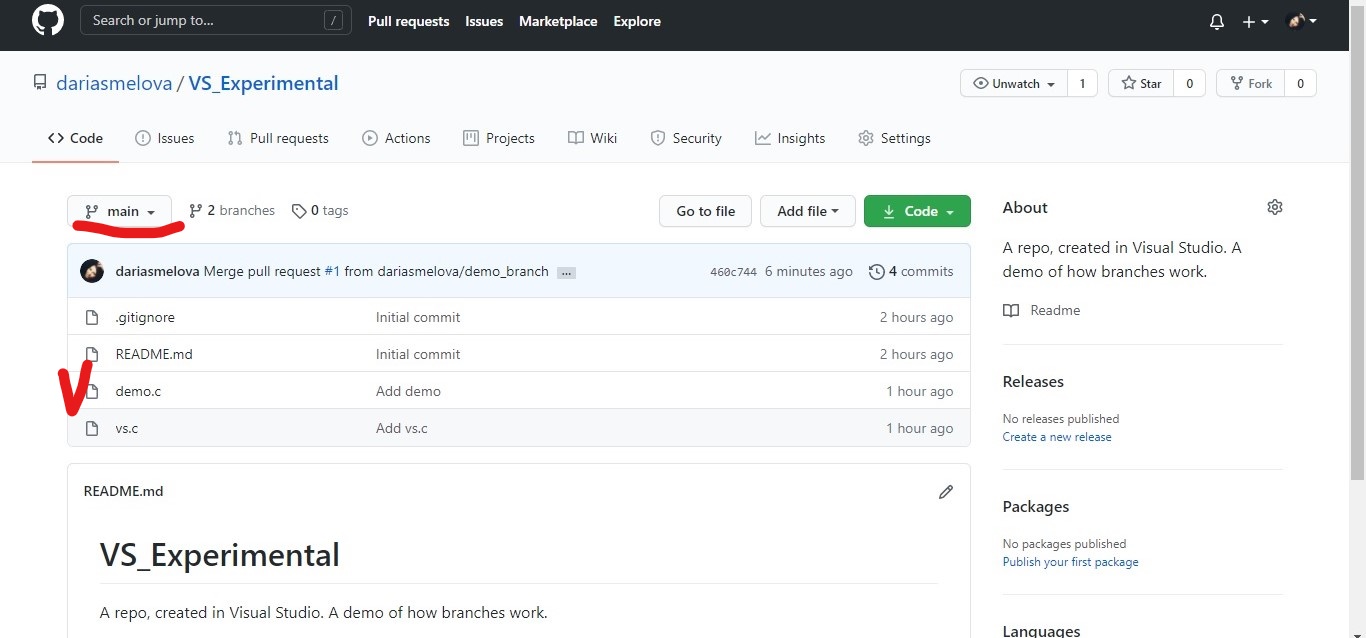 Search or jump to... / Pull requests Issues Marketplace Explore
dariasmelova / VS_Experimental Unwatch 1 Star 0 Fork 0
Code Issues Pull requests Actions Projects Wiki Security Insights Settings
main 2 branches 0 tags Go to file Add file Code
dariasmelova Merge pull request #1 from dariasmelova/demo_branch ... 460c744 6 minutes ago 4 commits
.gitignore Initial commit 2 hours ago
README.md Initial commit 2 hours ago
demo.c Add demo 1 hour ago
vs.c Add vs.c 1 hour ago
README.md
VS_Experimental
A repo, created in Visual Studio. A demo of how branches work.
About
A repo, created in Visual Studio. A
demo of how branches work.
Readme
Releases
No releases published
Create a new release
Packages
No packages published
Publish your first package
Languages